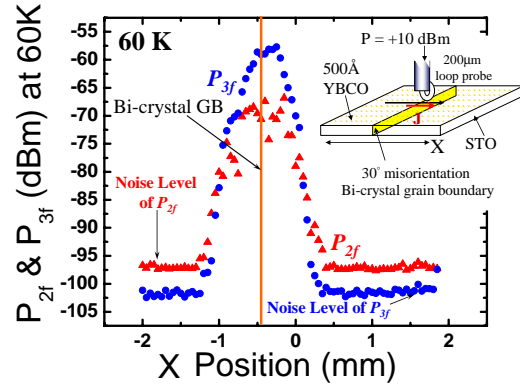 P2f & P3f (dBm) at 60K
-55
-60
-65
-70
-75
-80
-85
-90
-95
-100
-105
60 K
P3f
Bi-crystal GB
Noise Level
of P2f
P2f
Noise Level of P3f
P = +10 dBm
200μm
loop probe
500Å
YBCO
J
X
STO
30° misorientation
Bi-crystal grain boundary
-2
-1
0
1
2
X Position (mm)